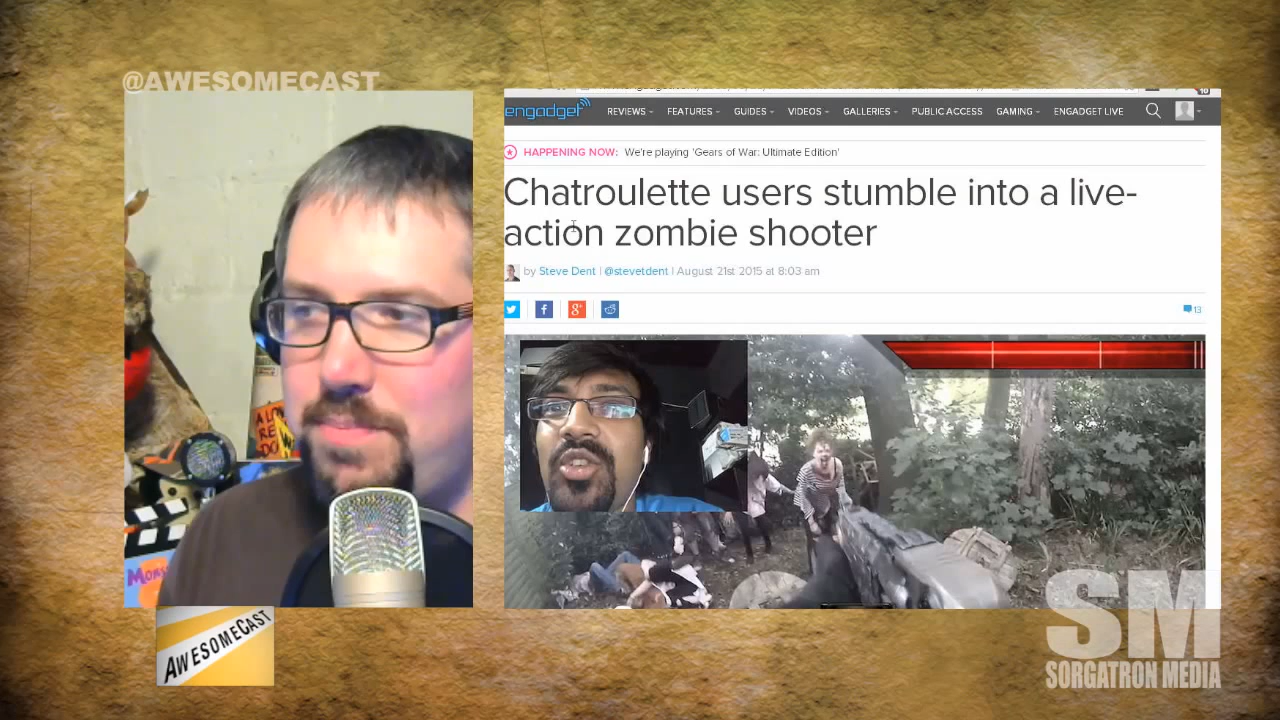 @AWESOMECAST
engadget
REVIEWS FEATURES GUIDES VIDEOS GALLERIES PUBLIC ACCESS GAMING ENGADGET LIVE
HAPPENING NOW: We're playing 'Gears of War: Ultimate Edition'
Chatroulette users stumble into a live-
action zombie shooter
by Steve Dent | @stevetdent | August 21st 2015 at 8:03 am
13
AWESOMECAST
SM
SORGATRON MEDIA